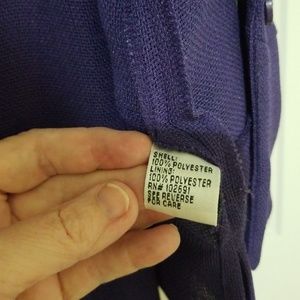 SHELL:
100% POLYESTER
LINING:
100% POLYESTER
RN# 102691
SEE REVERSE
FOR CARE